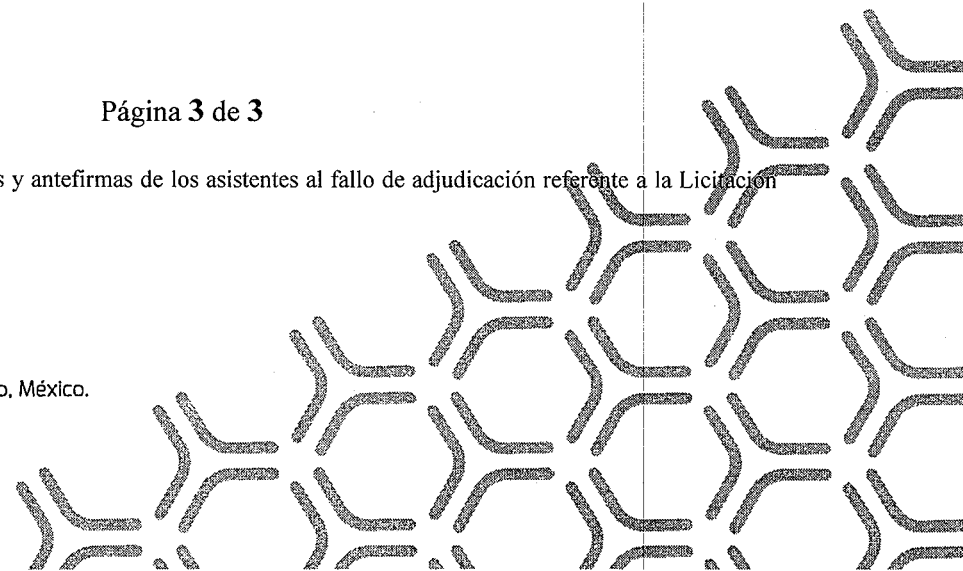 Página 3 de 3
s y antefirmas de los asistentes al fallo de adjudicación referente a la Licitación
o, México.